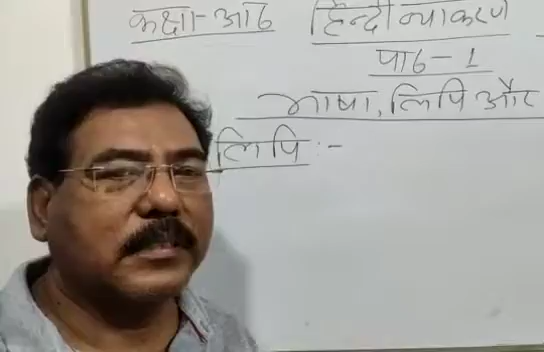 कक्षा-आठ हिन्दी व्याकरण
पाठ-1
भाषा, लिपि और
लिपि :-